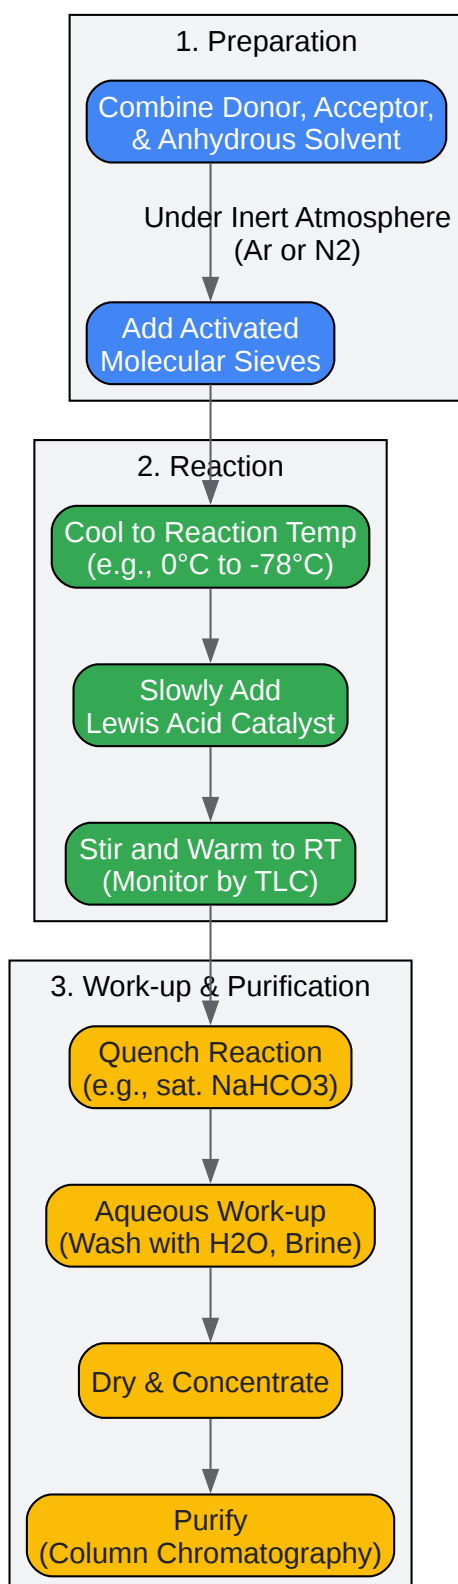 1. Preparation
Combine Donor, Acceptor,
& Anhydrous Solvent
Under Inert Atmosphere
(Ar or N2)
Add Activated
Molecular Sieves
2. Reaction
Cool to Reaction Temp
(e.g., 0°C to -78°C)
Slowly Add
Lewis Acid Catalyst
Stir and Warm to RT
(Monitor by TLC)
3. Work-up & Purification
Quench Reaction
(e.g., sat. NaHCO3)
Aqueous Work-up
(Wash with H2O, Brine)
Dry & Concentrate
Purify
(Column Chromatography)